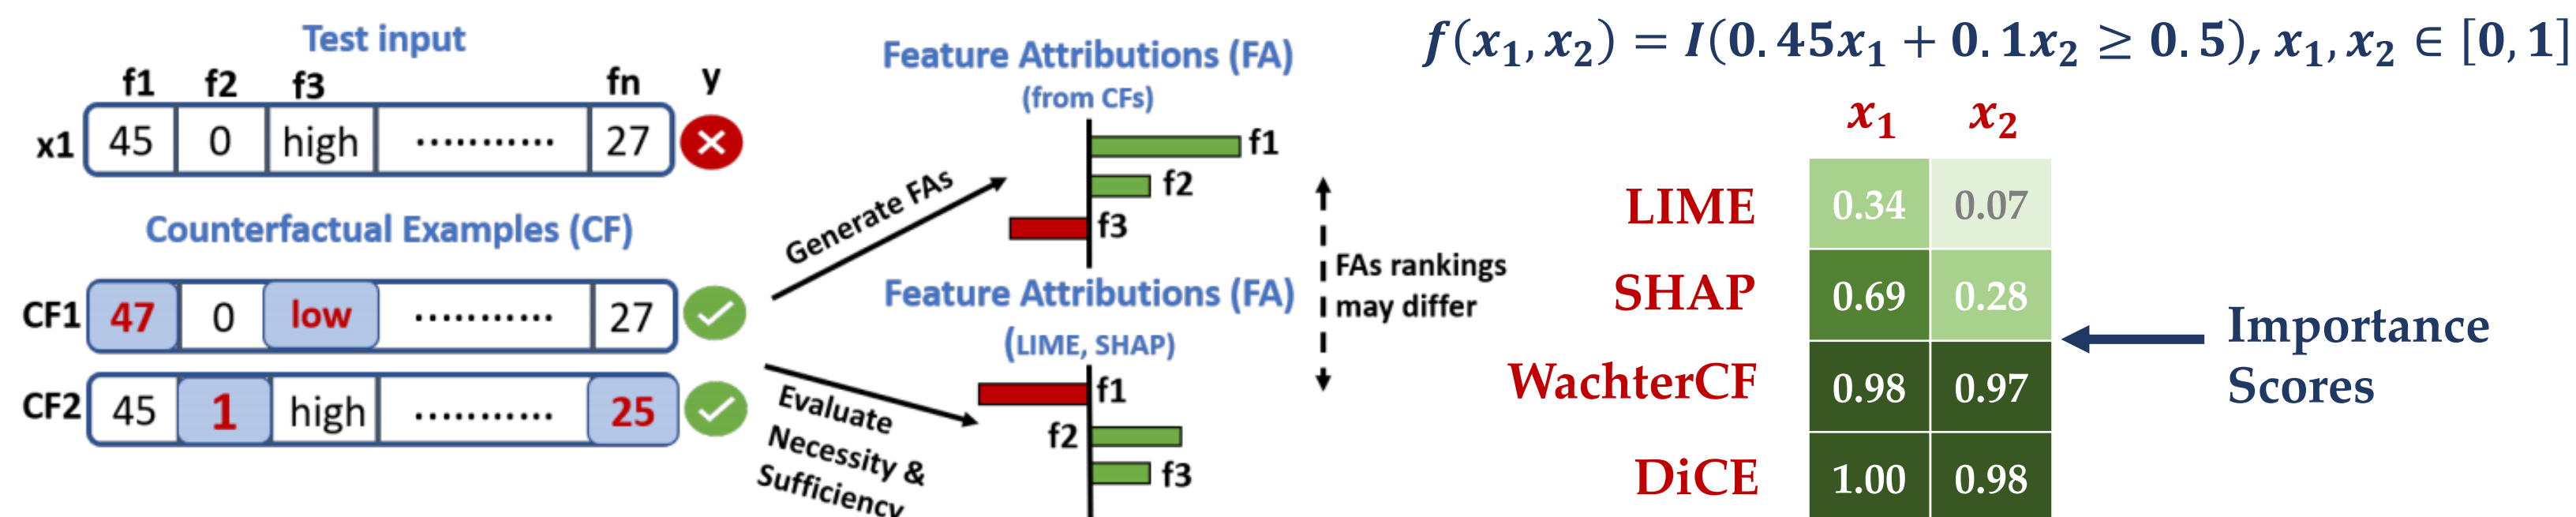 Test input
f1 f2 f3 fn y
x1 45 0 high ........... 27
Counterfactual Examples (CF)
CF1 47 0 low ........... 27
CF2 45 1 high ........... 25
Generate FAs
Evaluate
Necessity &
Sufficiency
Feature Attributions (FA)
(from CFs)
f1
f2
f3
Feature Attributions (FA)
(LIME, SHAP)
f1
f2
f3
FAs rankings
may differ
f(x₁, x₂) = I(0.45x₁ + 0.1x₂ ≥ 0.5), x₁, x₂ ∈ [0, 1]
x₁ x₂
LIME 0.34 0.07
SHAP 0.69 0.28
WachterCF 0.98 0.97
DiCE 1.00 0.98
Importance
Scores